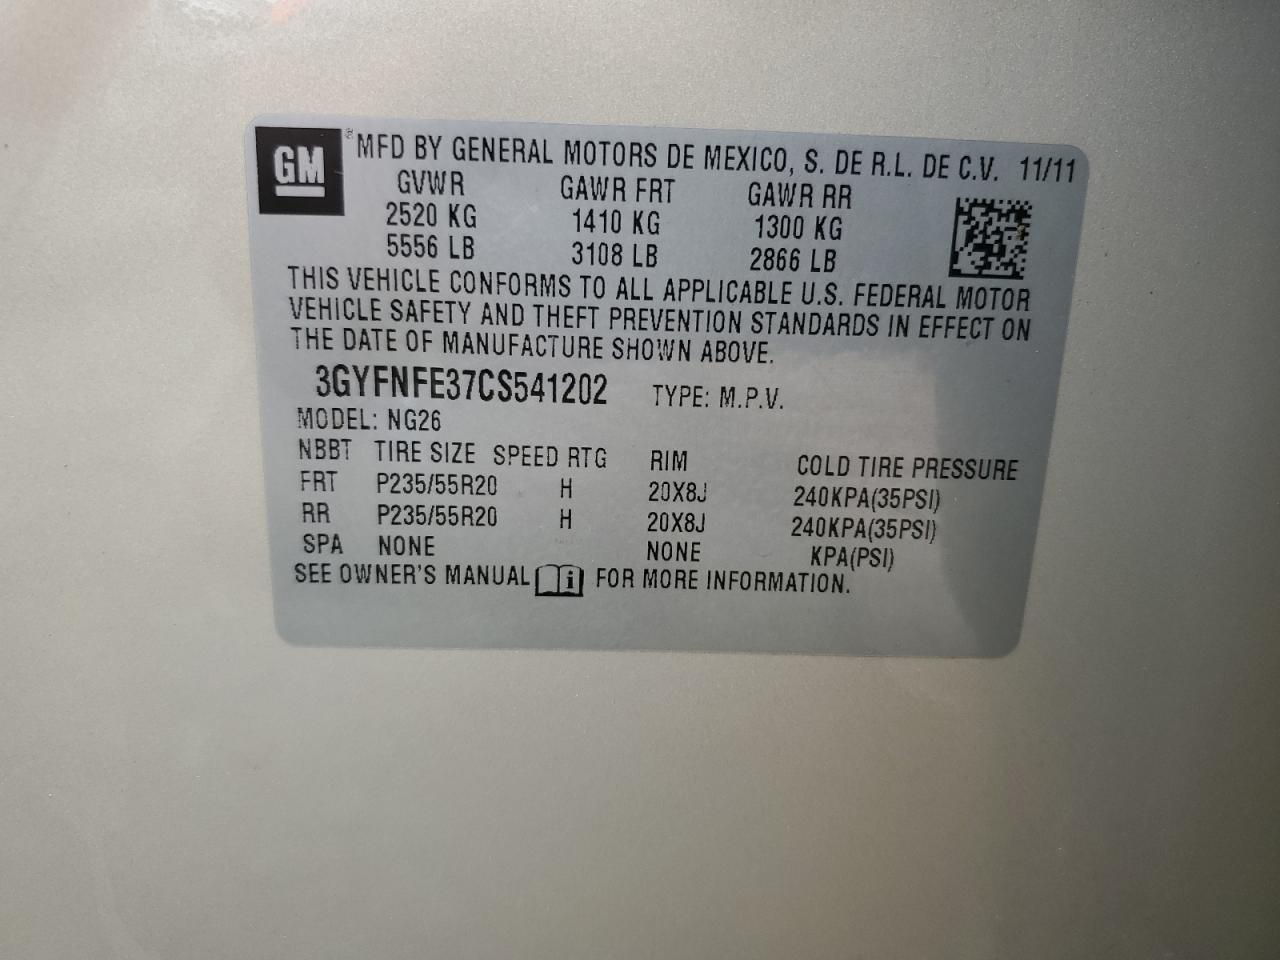 GM ® MFD BY GENERAL MOTORS DE MEXICO, S. DE R.L. DE C.V. 11/11
GVWR GAWR FRT GAWR RR
2520 KG 1410 KG 1300 KG
5556 LB 3108 LB 2866 LB
THIS VEHICLE CONFORMS TO ALL APPLICABLE U.S. FEDERAL MOTOR
VEHICLE SAFETY AND THEFT PREVENTION STANDARDS IN EFFECT ON
THE DATE OF MANUFACTURE SHOWN ABOVE.
3GYFNFE37CS541202 TYPE: M.P.V.
MODEL: NG26
NBBT TIRE SIZE SPEED RTG RIM COLD TIRE PRESSURE
FRT P235/55R20 H 20X8J 240KPA(35PSI)
RR P235/55R20 H 20X8J 240KPA(35PSI)
SPA NONE NONE KPA(PSI)
SEE OWNER'S MANUAL i FOR MORE INFORMATION.